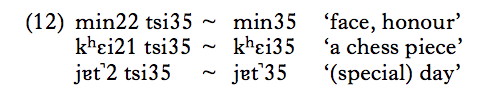 (12) min22 tsi35 ~ min35 ‘face, honour’
kʰɛi21 tsi35 ~ kʰɛi35 ‘a chess piece’
jɐt˺2 tsi35 ~ jɐt˺35 ‘(special) day’